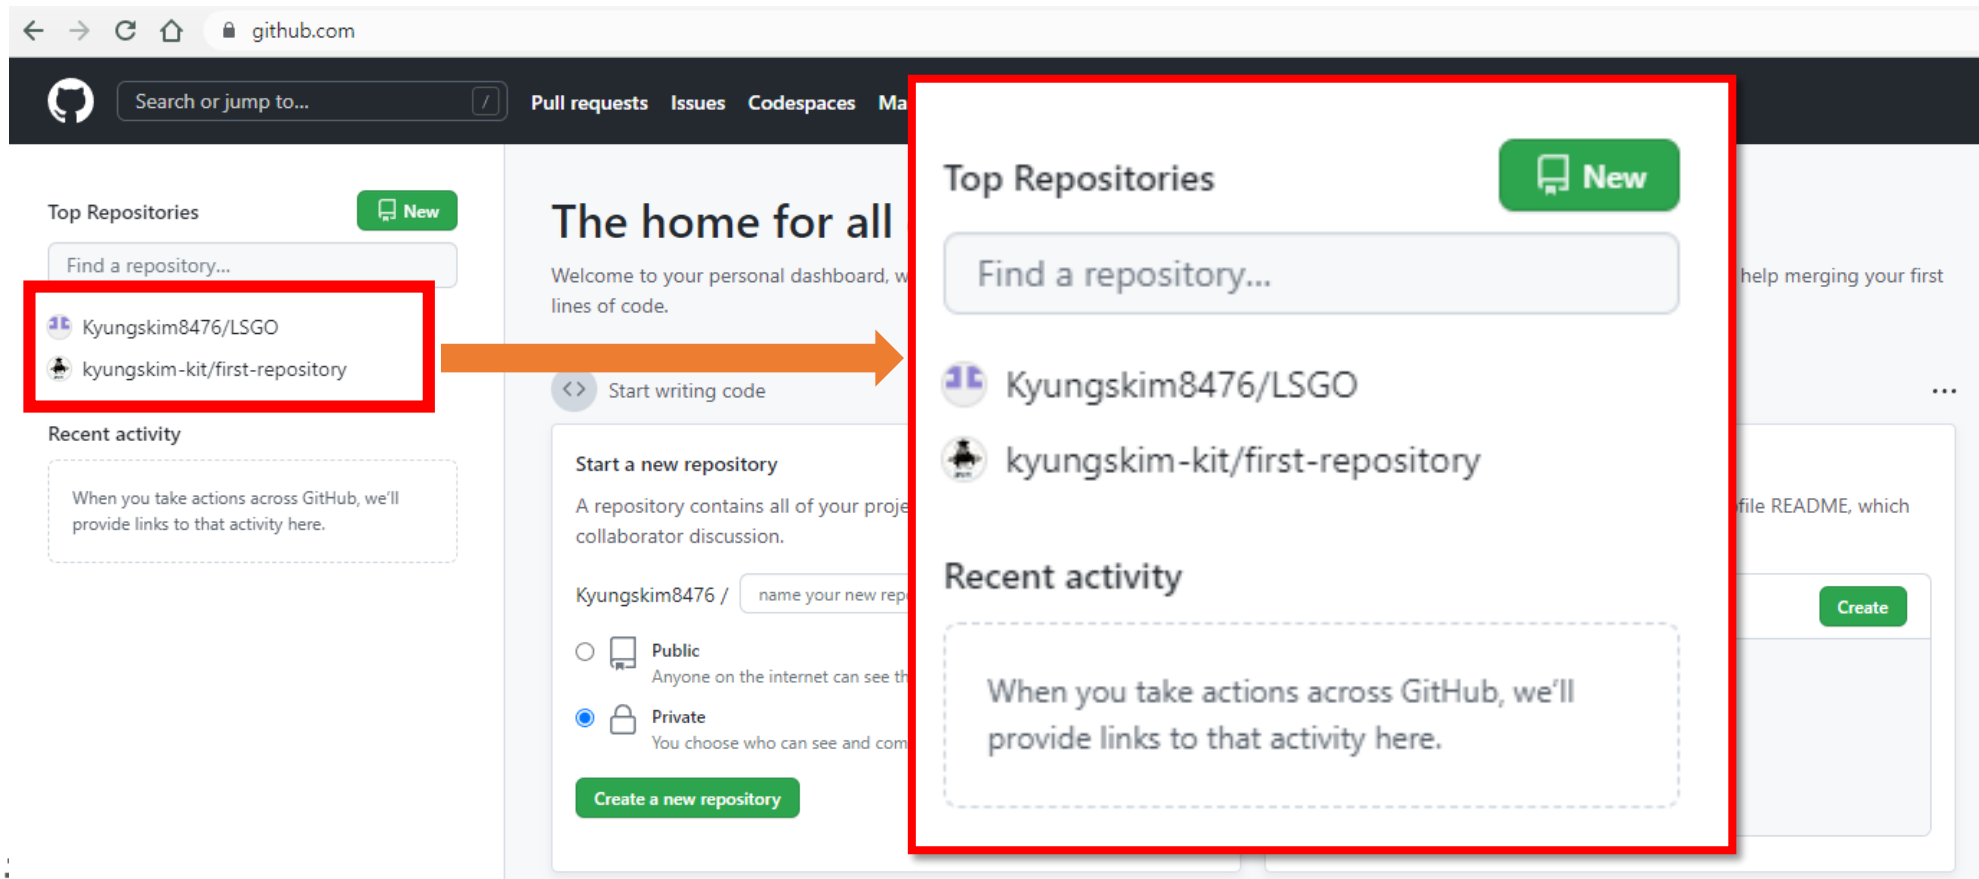 github.com
Search or jump to...
/
Pull requests Issues Codespaces Ma
Top Repositories
New
Find a repository...
Kyungskim8476/LSGO
kyungskim-kit/first-repository
Recent activity
When you take actions across GitHub, we'll
provide links to that activity here.
The home for all
Welcome to your personal dashboard, w
help merging your first
lines of code.
Start writing code
Start a new repository
A repository contains all of your proje
collaborator discussion.
Kyungskim8476 /
name your new rep
Public
Anyone on the internet can see th
Private
You choose who can see and com
Create a new repository
Top Repositories
New
Find a repository...
Kyungskim8476/LSGO
kyungskim-kit/first-repository
Recent activity
When you take actions across GitHub, we'll
provide links to that activity here.
file README, which
Create